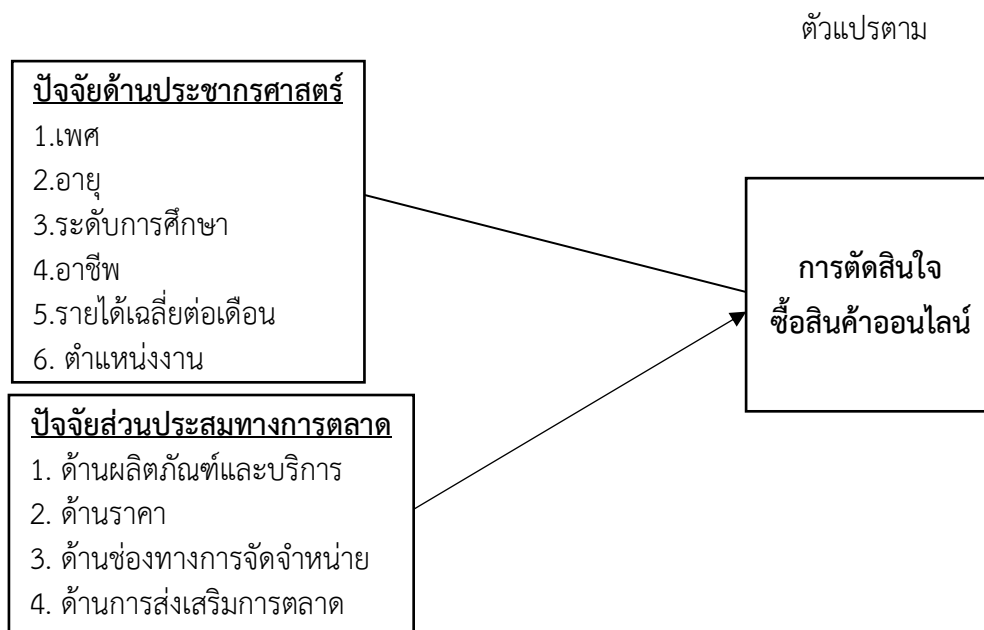 ตัวแปรตาม
ปัจจัยด้านประชากรศาสตร์
1.เพศ
2.อายุ
3.ระดับการศึกษา
4.อาชีพ
5.รายได้เฉลี่ยต่อเดือน
6. ตำแหน่งงาน
ปัจจัยส่วนประสมทางการตลาด
1. ด้านผลิตภัณฑ์และบริการ
2. ด้านราคา
3. ด้านช่องทางการจัดจำหน่าย
4. ด้านการส่งเสริมการตลาด
การตัดสินใจ
ซื้อสินค้าออนไลน์